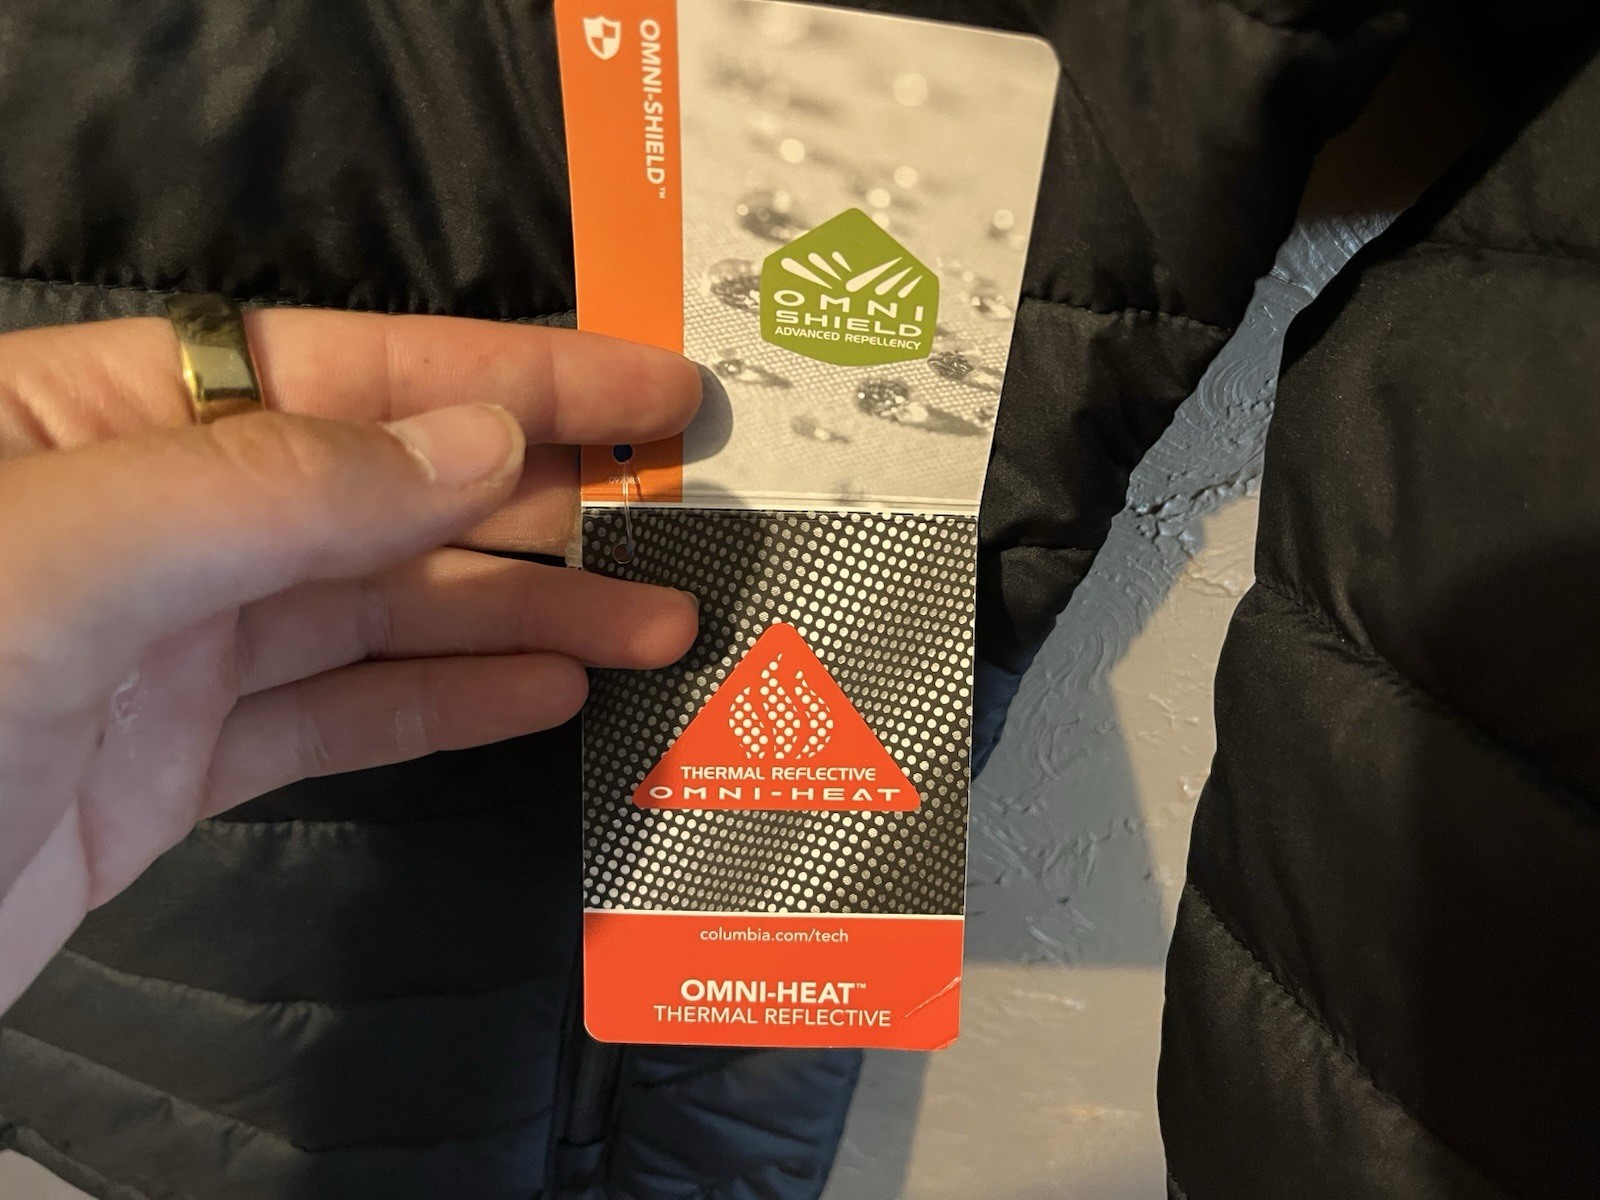 OMNI-SHIELD™
OMNI
SHIELD
ADVANCED REPELLENCY
THERMAL REFLECTIVE
OMNI-HEAT
columbia.com/tech
OMNI-HEAT™
THERMAL REFLECTIVE